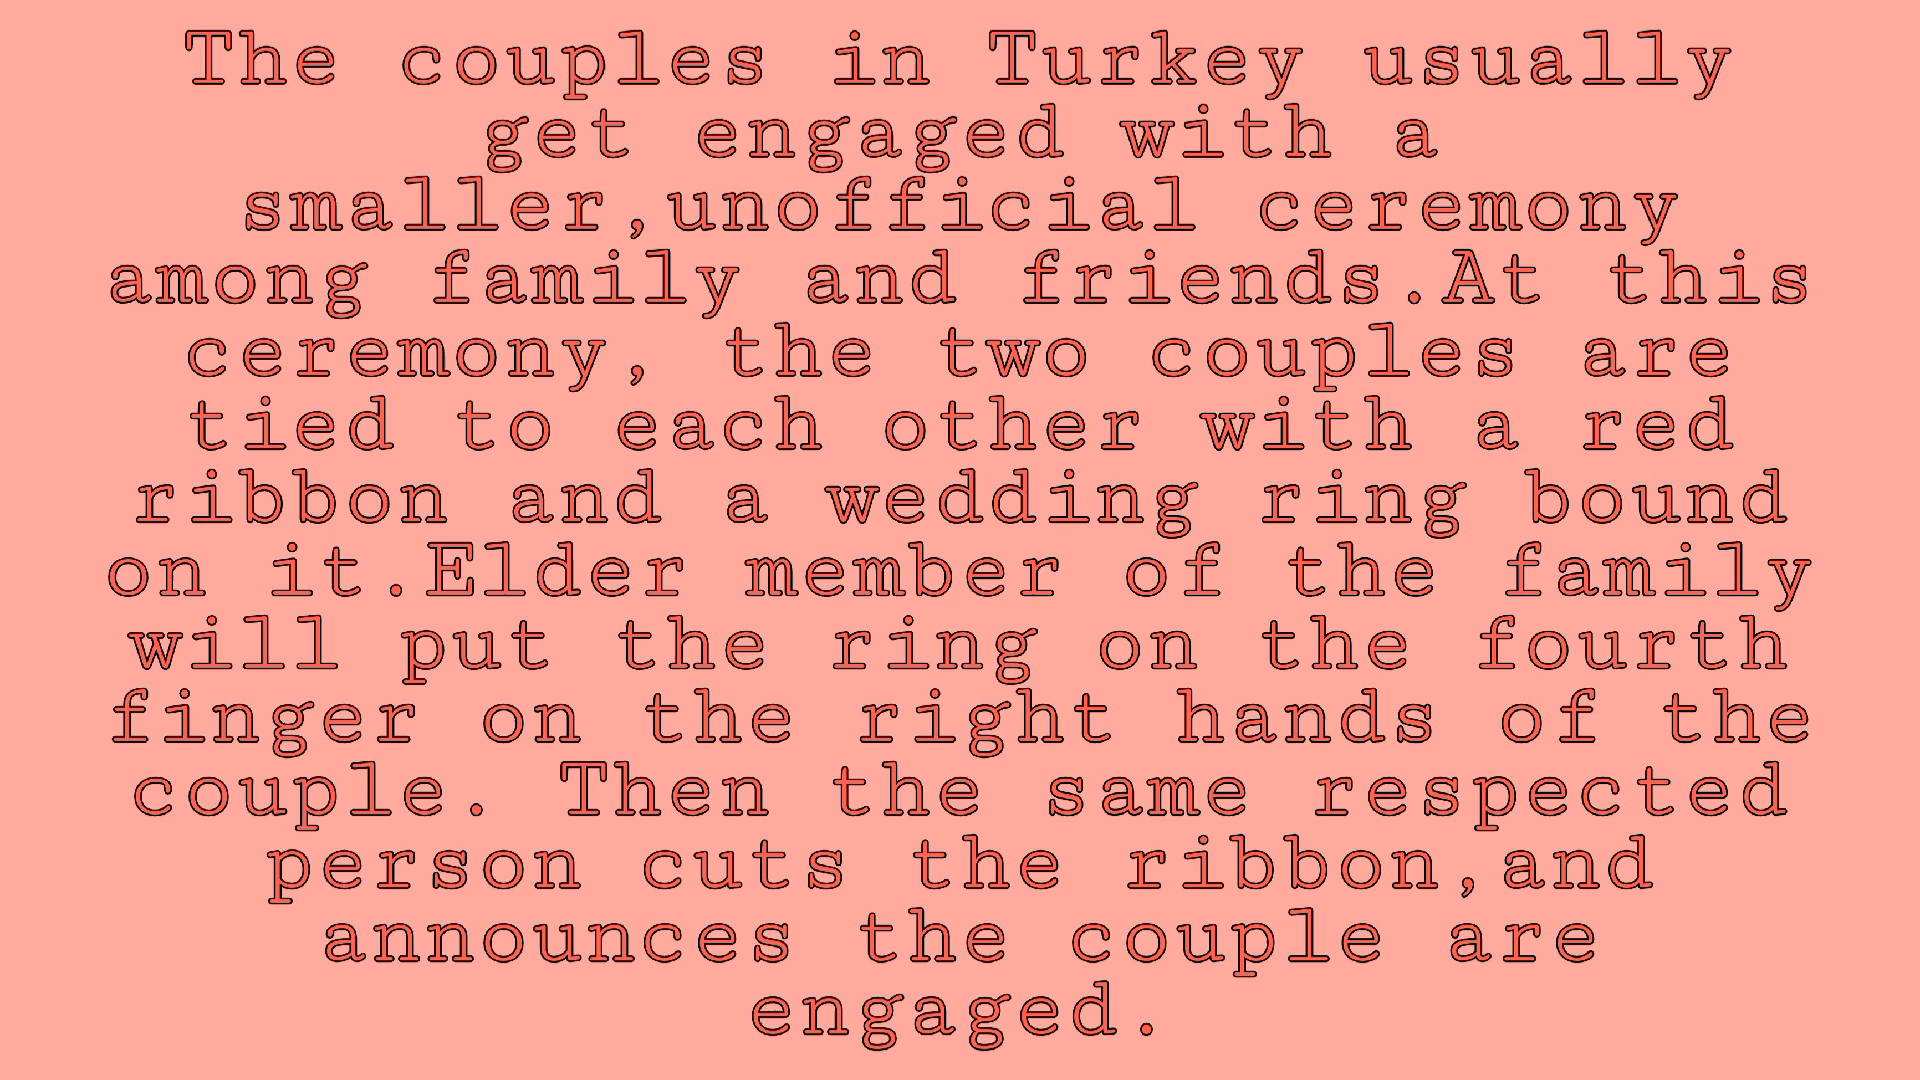 The couples in Turkey usually
get engaged with a
smaller,unofficial ceremony
among family and friends.At this
ceremony, the two couples are
tied to each other with a red
ribbon and a wedding ring bound
on it.Elder member of the family
will put the ring on the fourth
finger on the right hands of the
couple. Then the same respected
person cuts the ribbon,and
announces the couple are
engaged.